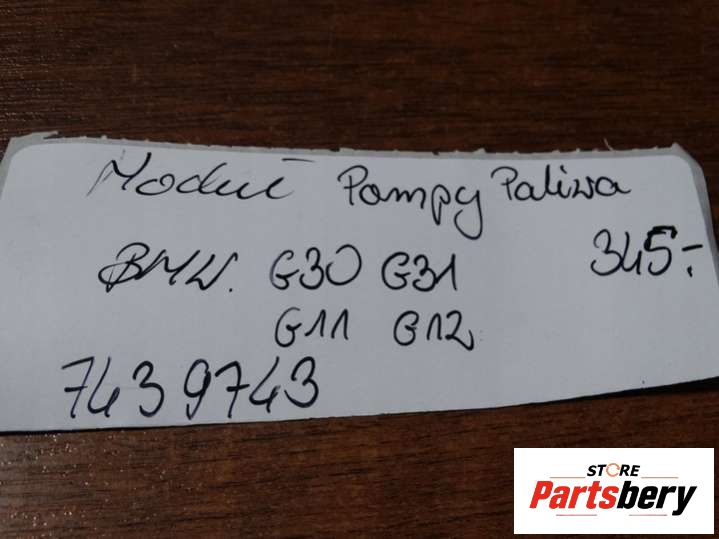 Moduł Pompy Paliwa
BMW. G30 G31 345.-
G11 G12
7439743
STORE
Partsbery